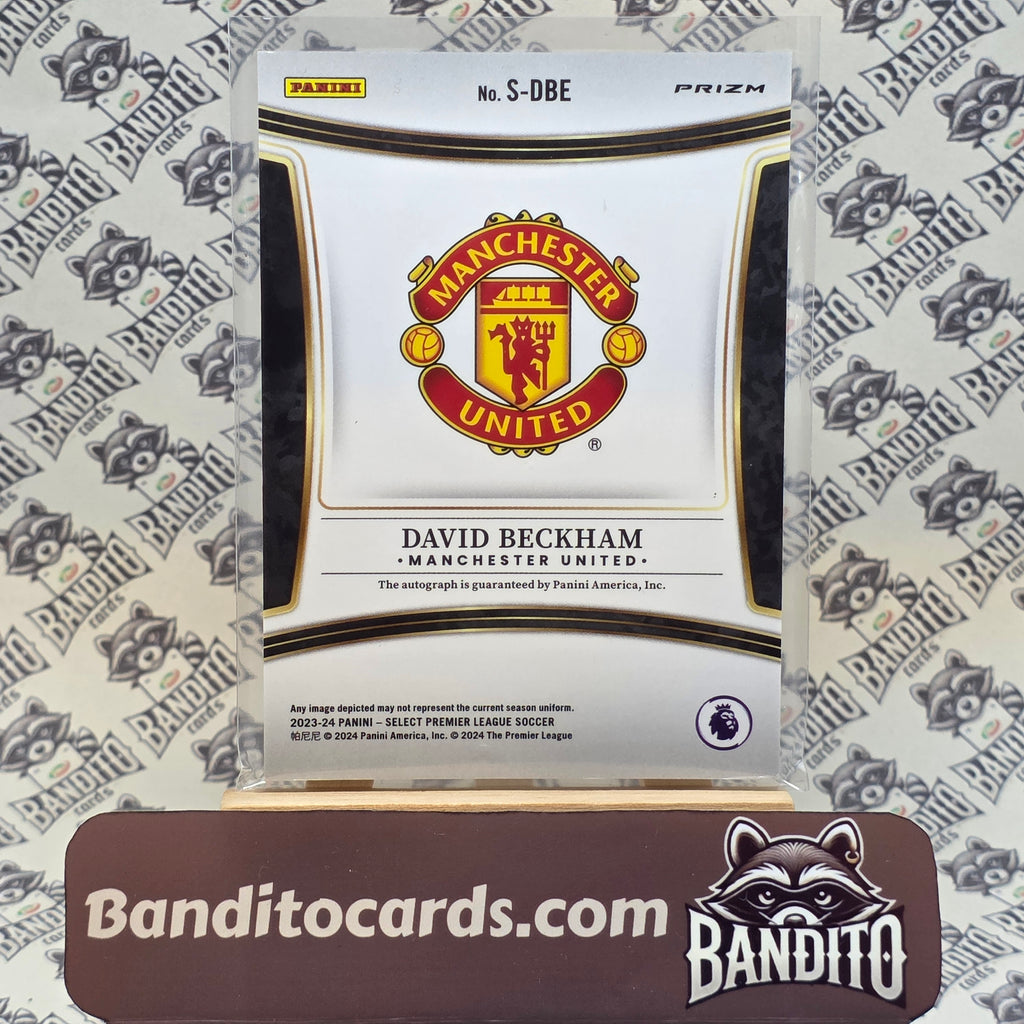 PANINI
No. S-DBE
PRIZM
MANCHESTER
UNITED
®
DAVID BECKHAM
•MANCHESTER UNITED•
The autograph is guaranteed by Panini America, Inc.
Any image depicted may not represent the current season uniform.
2023-24 PANINI – SELECT PREMIER LEAGUE SOCCER
帕尼尼 © 2024 Panini America, Inc. © 2024 The Premier League
Banditocards.com
BANDITO
BANDITO
cards